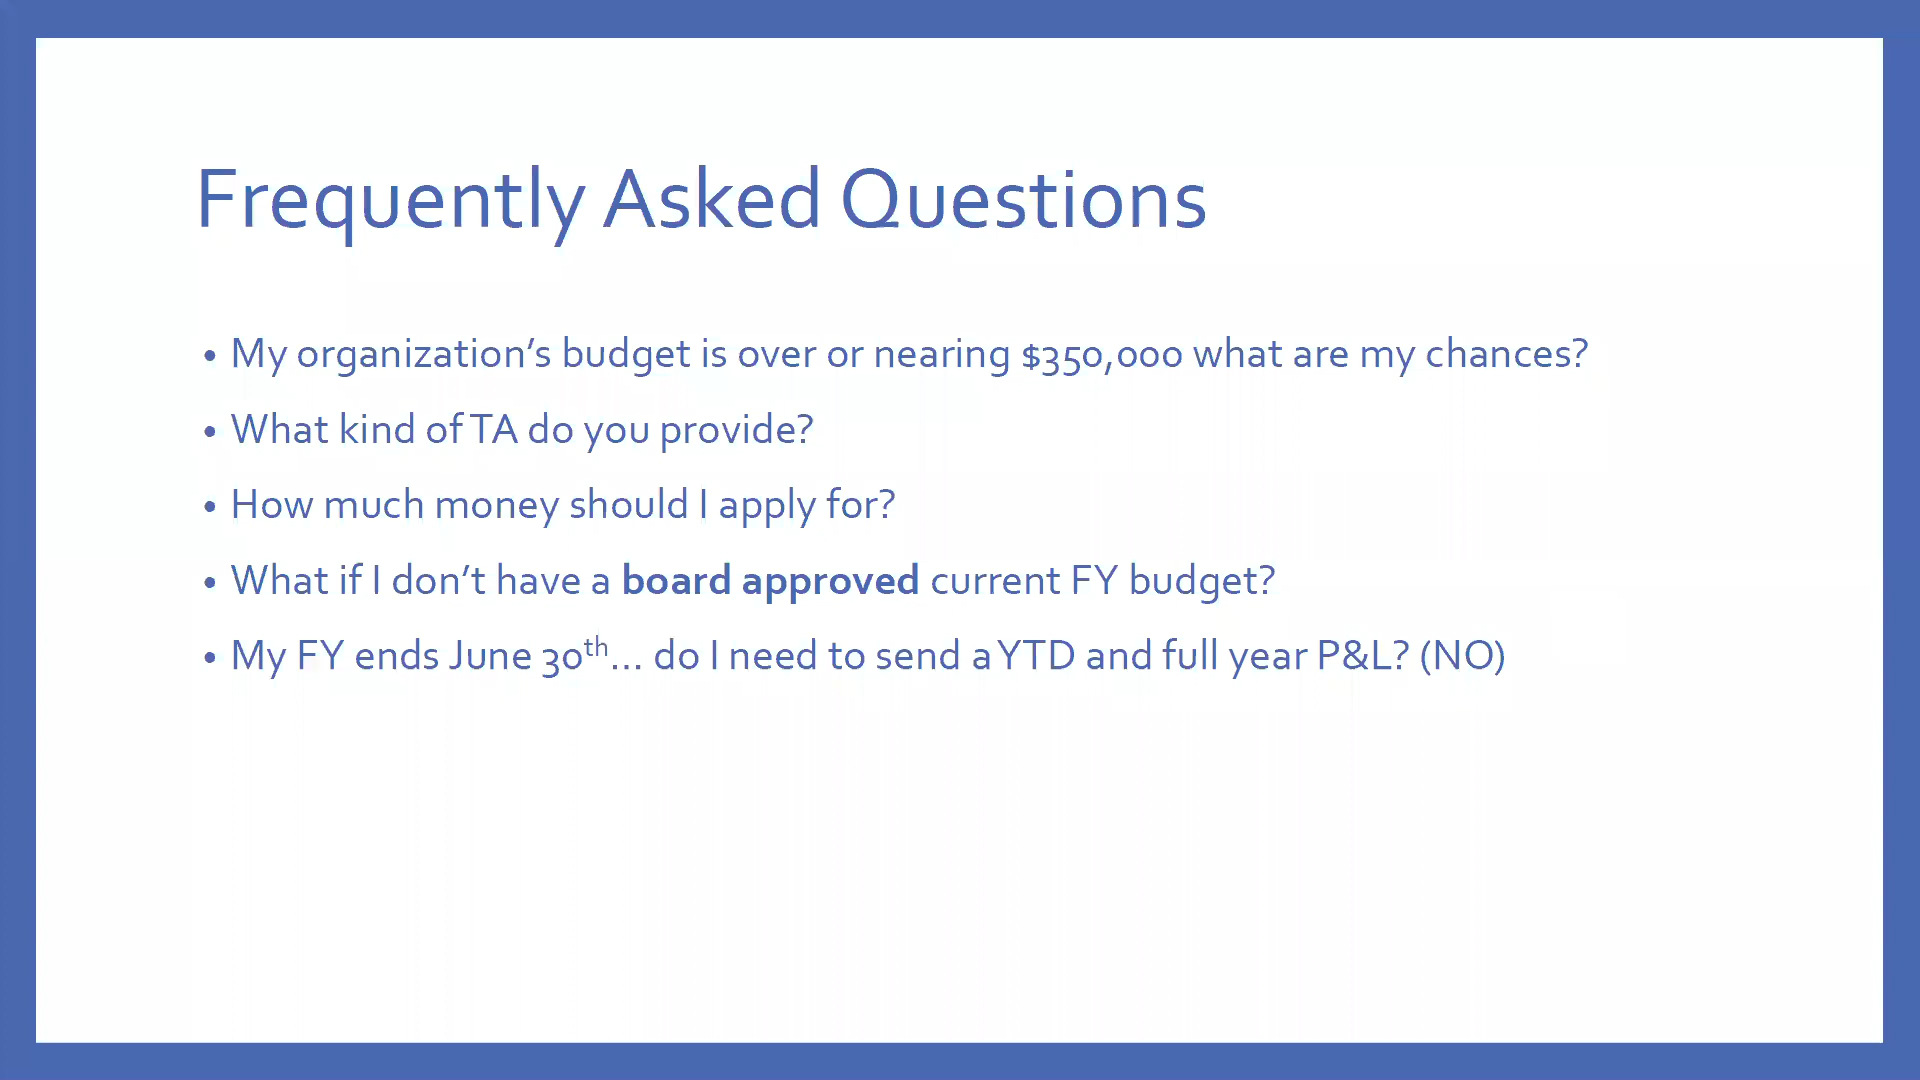 Frequently Asked Questions
• My organization’s budget is over or nearing $350,000 what are my chances?
• What kind of TA do you provide?
• How much money should I apply for?
• What if I don’t have a board approved current FY budget?
• My FY ends June 30th... do I need to send a YTD and full year P&L? (NO)